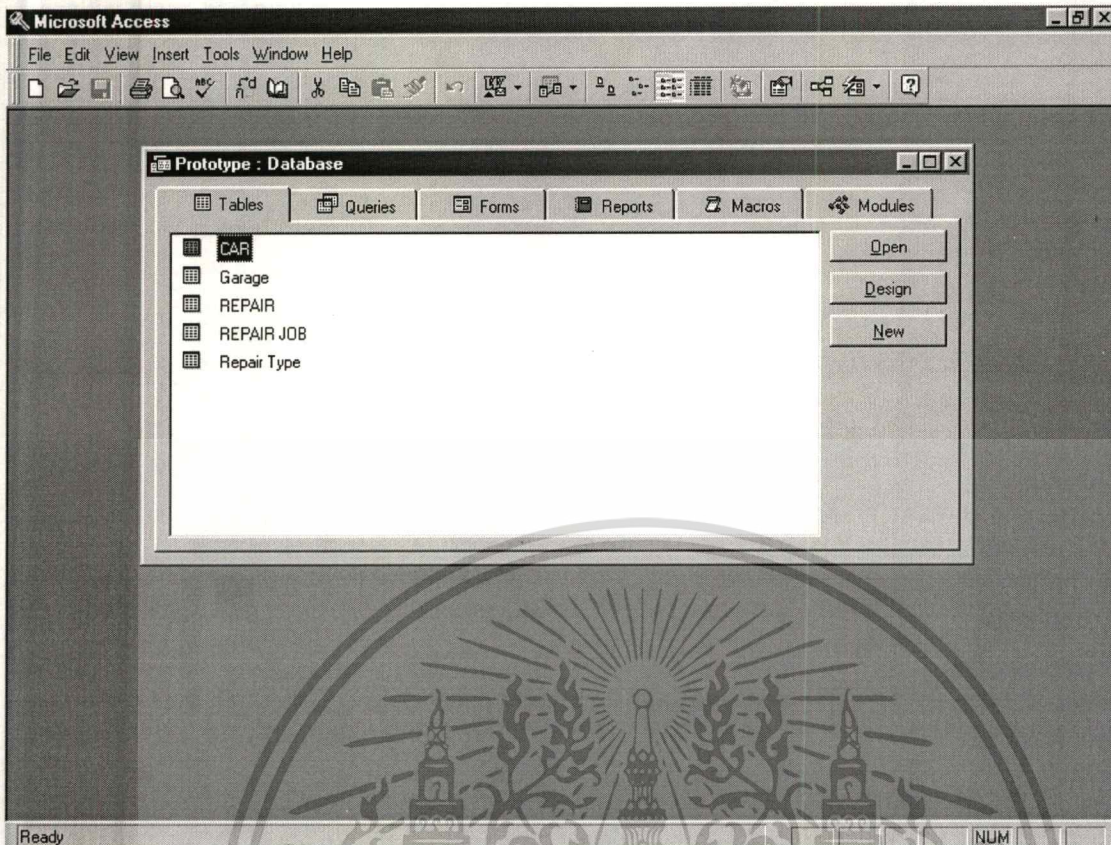 Microsoft Access
File Edit View Insert Tools Window Help
Prototype : Database
Tables Queries Forms Reports Macros Modules
CAR
Garage
REPAIR
REPAIR JOB
Repair Type
Open
Design
New
Ready
NUM